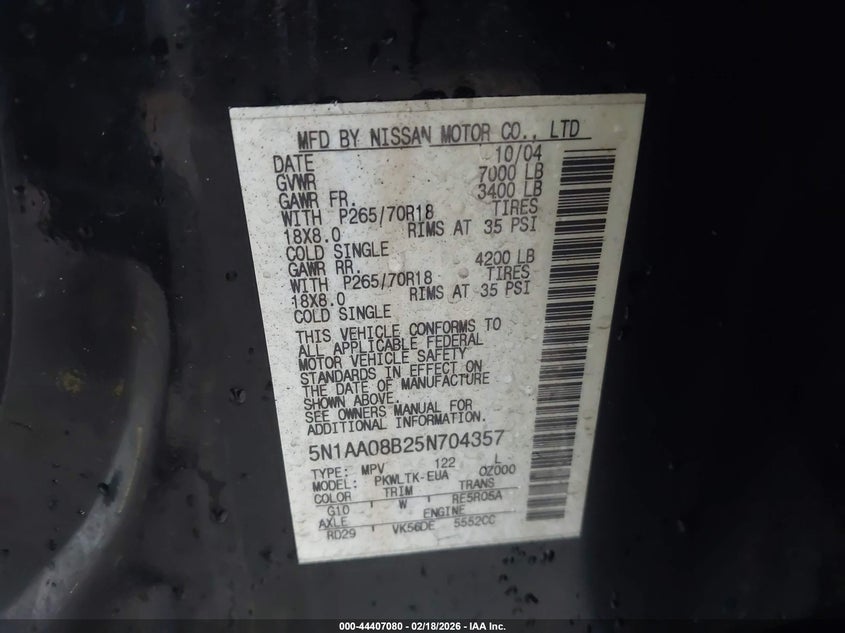 MFD BY NISSAN MOTOR CO., LTD
DATE 10/04
GVWR 7000 LB
GAWR FR. 3400 LB
WITH P265/70R18 TIRES
18X8.0 RIMS AT 35 PSI
COLD SINGLE
GAWR RR. 4200 LB
WITH P265/70R18 TIRES
18X8.0 RIMS AT 35 PSI
COLD SINGLE
THIS VEHICLE CONFORMS TO
ALL APPLICABLE FEDERAL
MOTOR VEHICLE SAFETY
STANDARDS IN EFFECT ON
THE DATE OF MANUFACTURE
SHOWN ABOVE.
SEE OWNERS MANUAL FOR
ADDITIONAL INFORMATION.
5N1AA08B25N704357
TYPE: MPV 122 L
MODEL: PKWLTK-EUA OZ000
COLOR TRIM TRANS
G10 W RE5R05A
AXLE ENGINE
RD29 VK56DE 5552CC
000-44407080 - 02/18/2026 - IAA Inc.